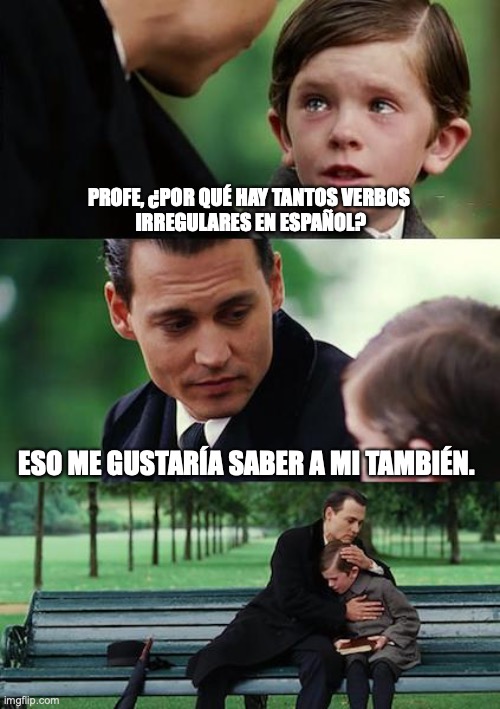 PROFE, ¿POR QUÉ HAY TANTOS VERBOS
IRREGULARES EN ESPAÑOL?
ESO ME GUSTARÍA SABER A MI TAMBIÉN.
imgflip.com